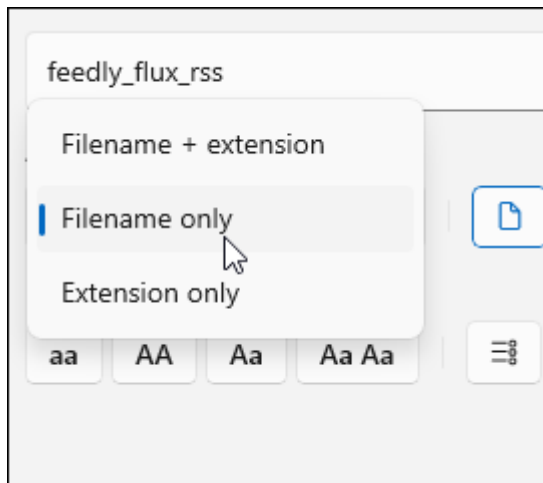 feedly_flux_rss
Filename + extension
Filename only
Extension only
aa AA Aa Aa Aa